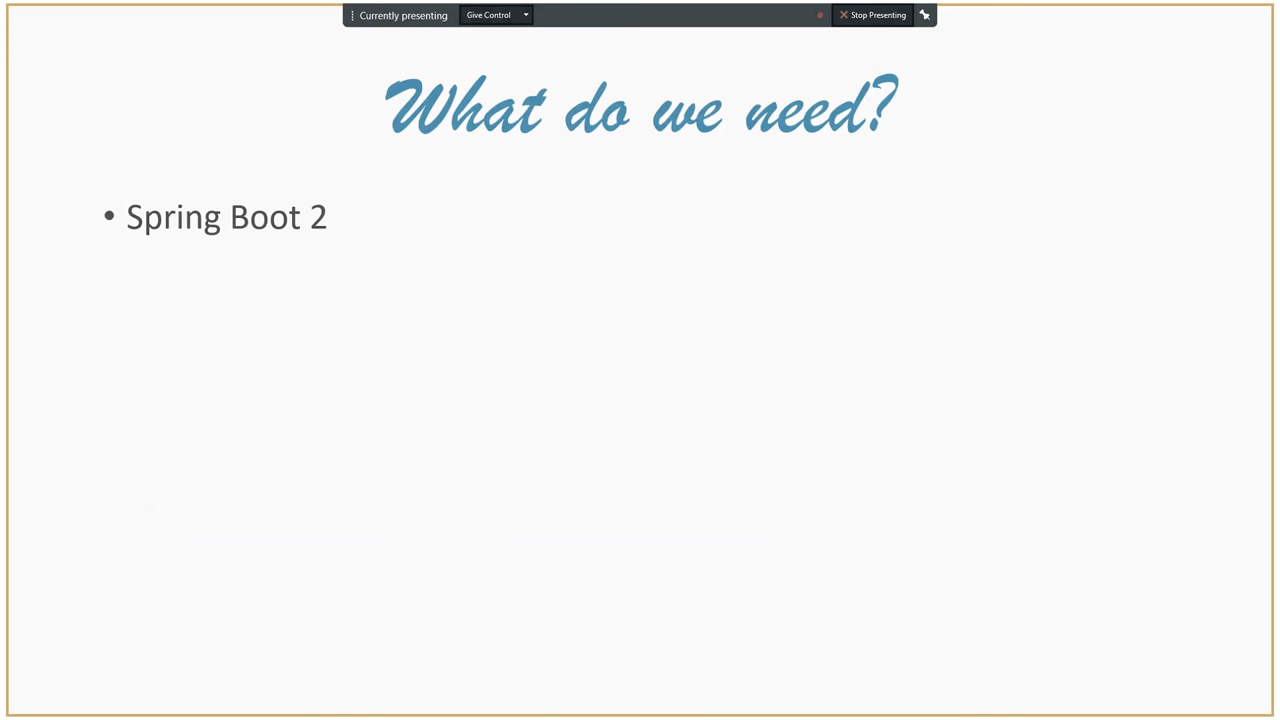 Currently presenting Give Control Stop Presenting
What do we need?
• Spring Boot 2